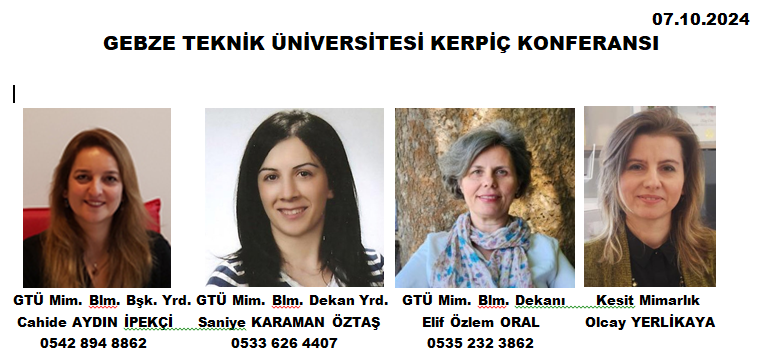 07.10.2024
GEBZE TEKNİK ÜNİVERSİTESİ KERPİÇ KONFERANSI
GTÜ Mim. Blm. Bşk. Yrd. GTÜ Mim. Blm. Dekan Yrd. GTÜ Mim. Blm. Dekanı Kesit Mimarlık
Cahide AYDIN İPEKÇİ Saniye KARAMAN ÖZTAŞ Elif Özlem ORAL Olcay YERLİKAYA
0542 894 8862 0533 626 4407 0535 232 3862